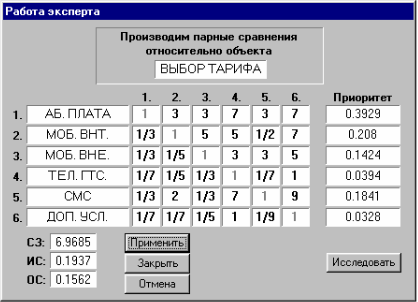 Работа эксперта
Производим парные сравнения
относительно объекта
ВЫБОР ТАРИФА
1. 2. 3. 4. 5. 6. Приоритет
1. АБ. ПЛАТА 1 3 3 7 3 7 0.3929
2. МОБ. ВНТ. 1/3 1 5 5 1/2 7 0.208
3. МОБ. ВНЕ. 1/3 1/5 1 3 3 5 0.1424
4. ТЕЛ. ГТС. 1/7 1/5 1/3 1 1/7 1 0.0394
5. СМС 1/3 2 1/3 7 1 9 0.1841
6. ДОП. УСЛ. 1/7 1/7 1/5 1 1/9 1 0.0328
СЗ: 6.9685 Применить
ИС: 0.1937 Закрыть Исследовать
ОС: 0.1562 Отмена